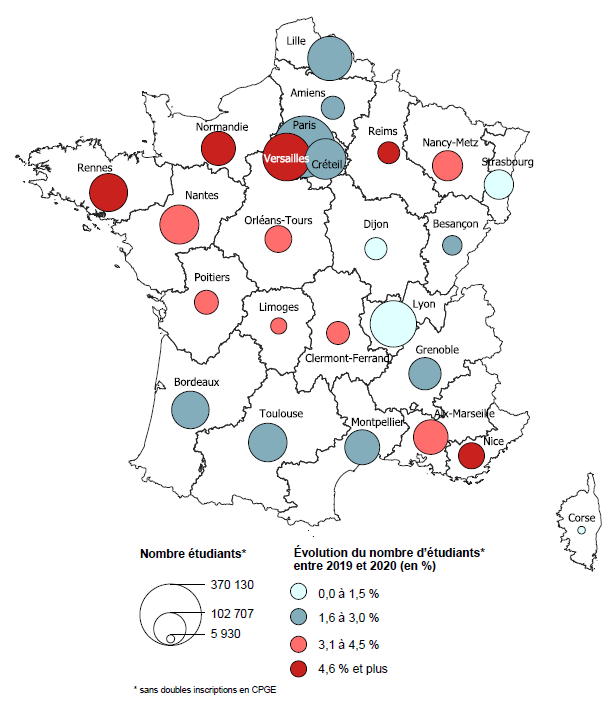 Lille
Amiens
Paris
Normandie
Reims
Nancy-Metz
Versailles
Créteil
Strasbourg
Rennes
Nantes
Orléans-Tours
Dijon
Besançon
Poitiers
Limoges
Lyon
Clermont-Ferrand
Grenoble
Bordeaux
Toulouse
Montpellier
Aix-Marseille
Nice
Corse
Nombre étudiants*
370 130
102 707
5 930
Évolution du nombre d'étudiants*
entre 2019 et 2020 (en %)
0,0 à 1,5 %
1,6 à 3,0 %
3,1 à 4,5 %
4,6 % et plus
* sans doubles inscriptions en CPGE